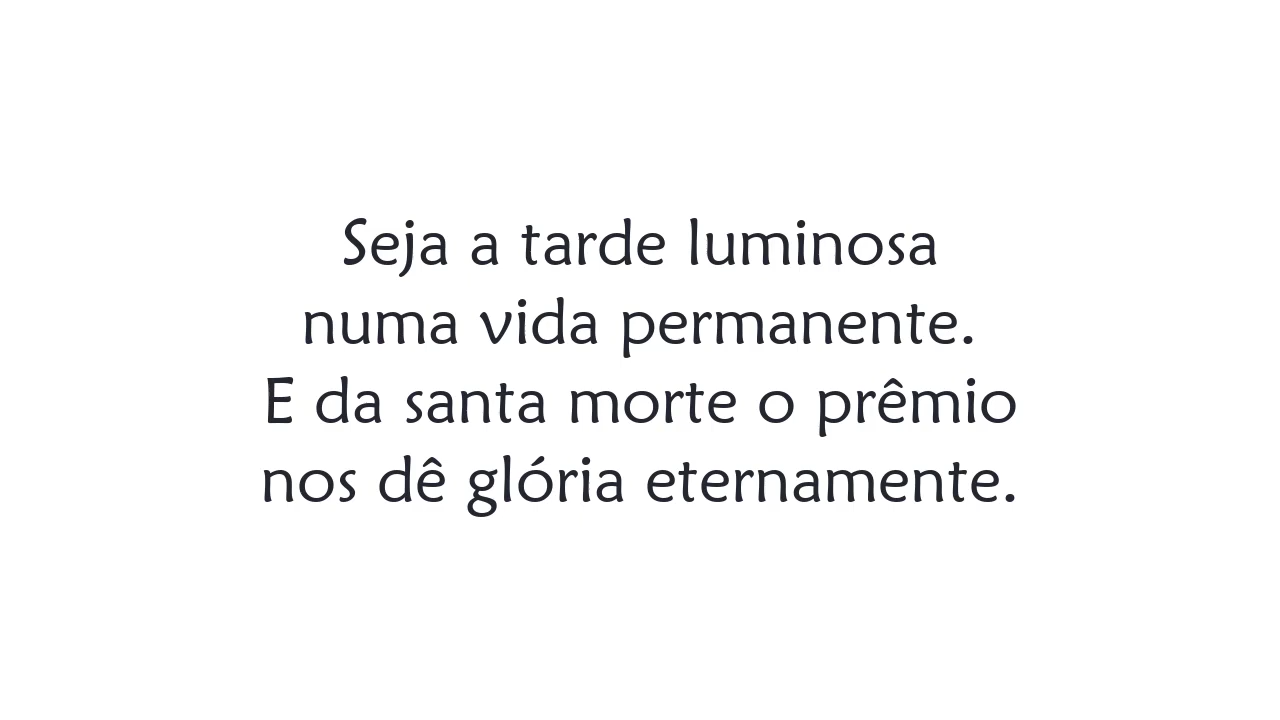 Seja a tarde luminosa
numa vida permanente.
E da santa morte o prêmio
nos dê glória eternamente.